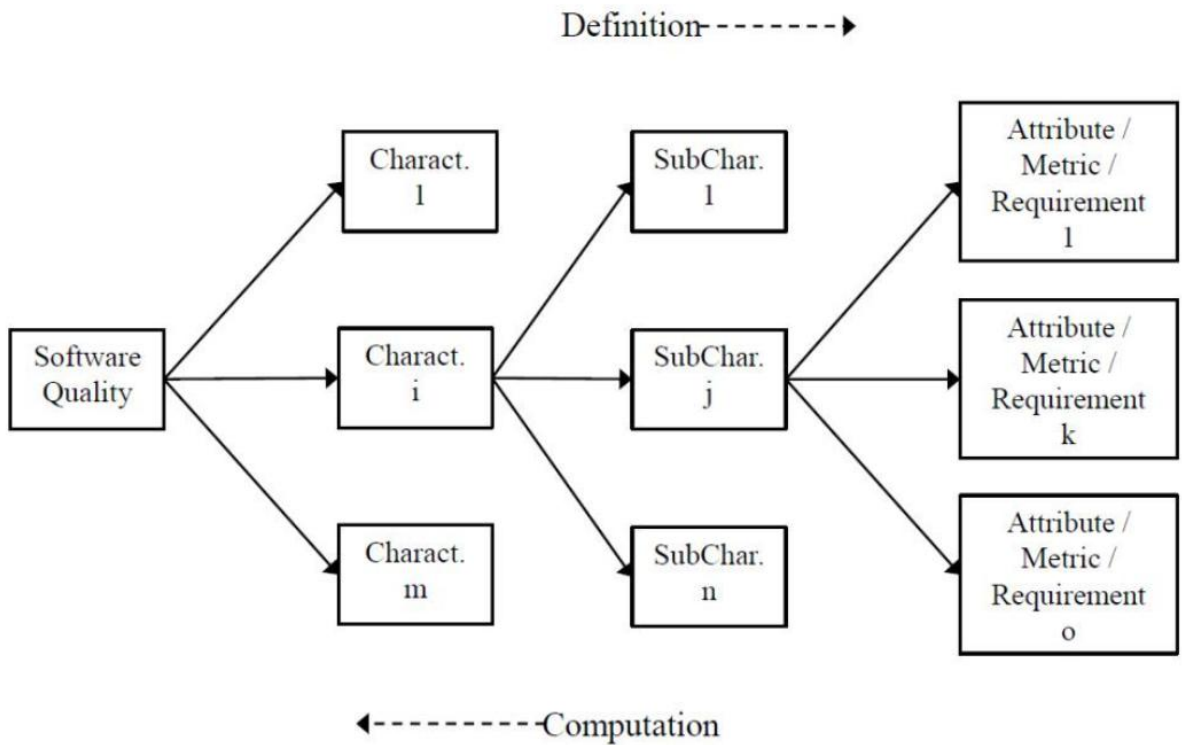 Definition
Charact.
1
SubChar.
1
Attribute /
Metric /
Requirement
1
Software
Quality
Charact.
i
SubChar.
j
Attribute /
Metric /
Requirement
k
Charact.
m
SubChar.
n
Attribute /
Metric /
Requirement
o
Computation